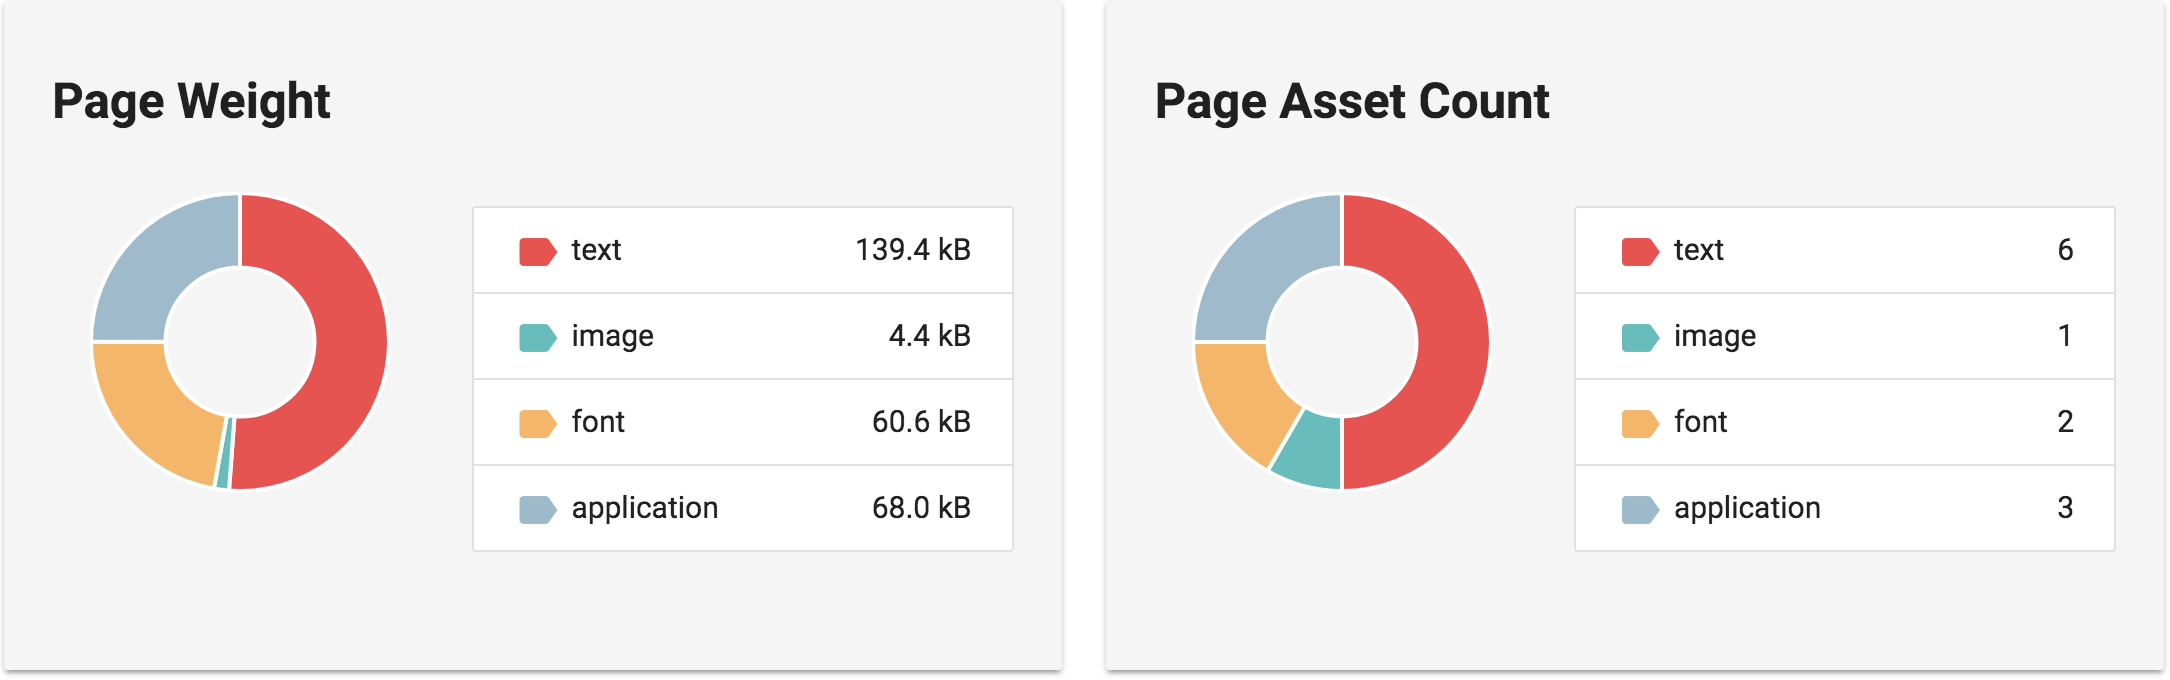 Page Weight
text 139.4 kB
image 4.4 kB
font 60.6 kB
application 68.0 kB
Page Asset Count
text 6
image 1
font 2
application 3